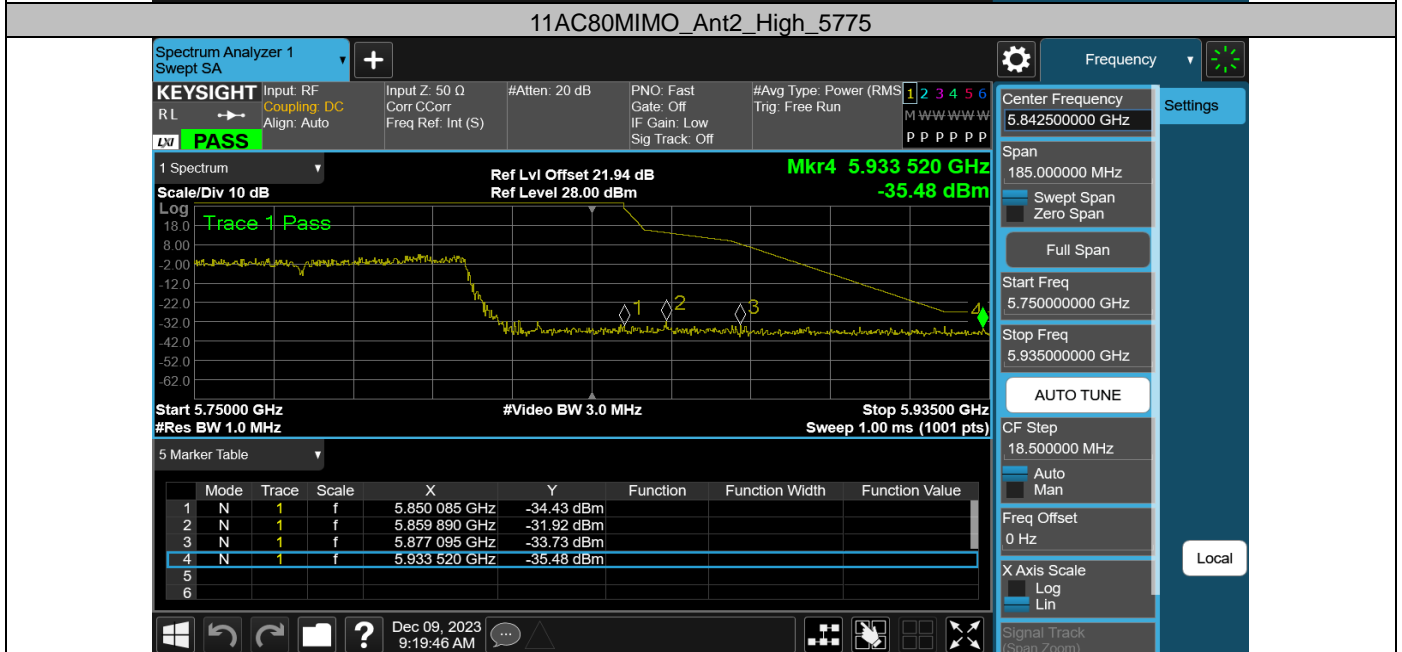 11AC80MIMO_Ant2_High_5775
Spectrum Analyzer 1
Swept SA
Frequency
KEYSIGHT
RL
LXI
PASS
Input: RF
Coupling: DC
Align: Auto
Input Z: 50 Ω
Corr CCorr
Freq Ref: Int (S)
#Atten: 20 dB
PNO: Fast
Gate: Off
IF Gain: Low
Sig Track: Off
#Avg Type: Power (RMS
Trig: Free Run
1 2 3 4 5 6
M W W W W W
P P P P P P
1 Spectrum
Scale/Div 10 dB
Ref Lvl Offset 21.94 dB
Ref Level 28.00 dBm
Mkr4 5.933 520 GHz
-35.48 dBm
Log
Trace 1 Pass
18.0
8.00
-2.00
-12.0
-22.0
-32.0
-42.0
-52.0
-62.0
1
2
3
4
Start 5.75000 GHz
#Video BW 3.0 MHz
Stop 5.93500 GHz
#Res BW 1.0 MHz
Sweep 1.00 ms (1001 pts)
5 Marker Table
Mode Trace Scale X Y Function Function Width Function Value
1 N 1 f 5.850 085 GHz -34.43 dBm
2 N 1 f 5.859 890 GHz -31.92 dBm
3 N 1 f 5.877 095 GHz -33.73 dBm
4 N 1 f 5.933 520 GHz -35.48 dBm
5
6
Center Frequency
5.842500000 GHz
Settings
Span
185.000000 MHz
Swept Span
Zero Span
Full Span
Start Freq
5.750000000 GHz
Stop Freq
5.935000000 GHz
AUTO TUNE
CF Step
18.500000 MHz
Auto
Man
Freq Offset
0 Hz
X Axis Scale
Log
Lin
Signal Track
(Span Zoom)
Local
?
Dec 09, 2023
9:19:46 AM